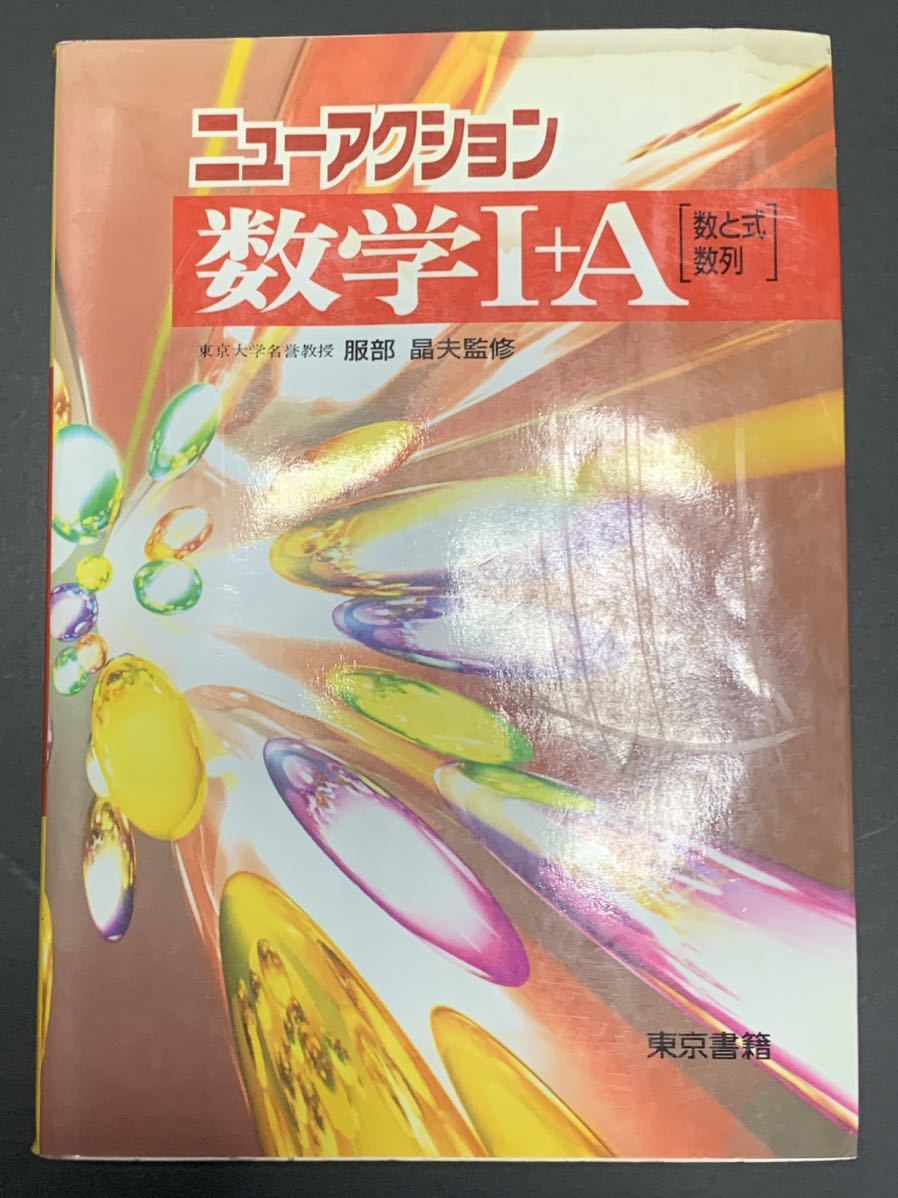 ニューアクション
数学I+A
[数と式
数列]
東京大学名誉教授 服部 晶夫監修
東京書籍